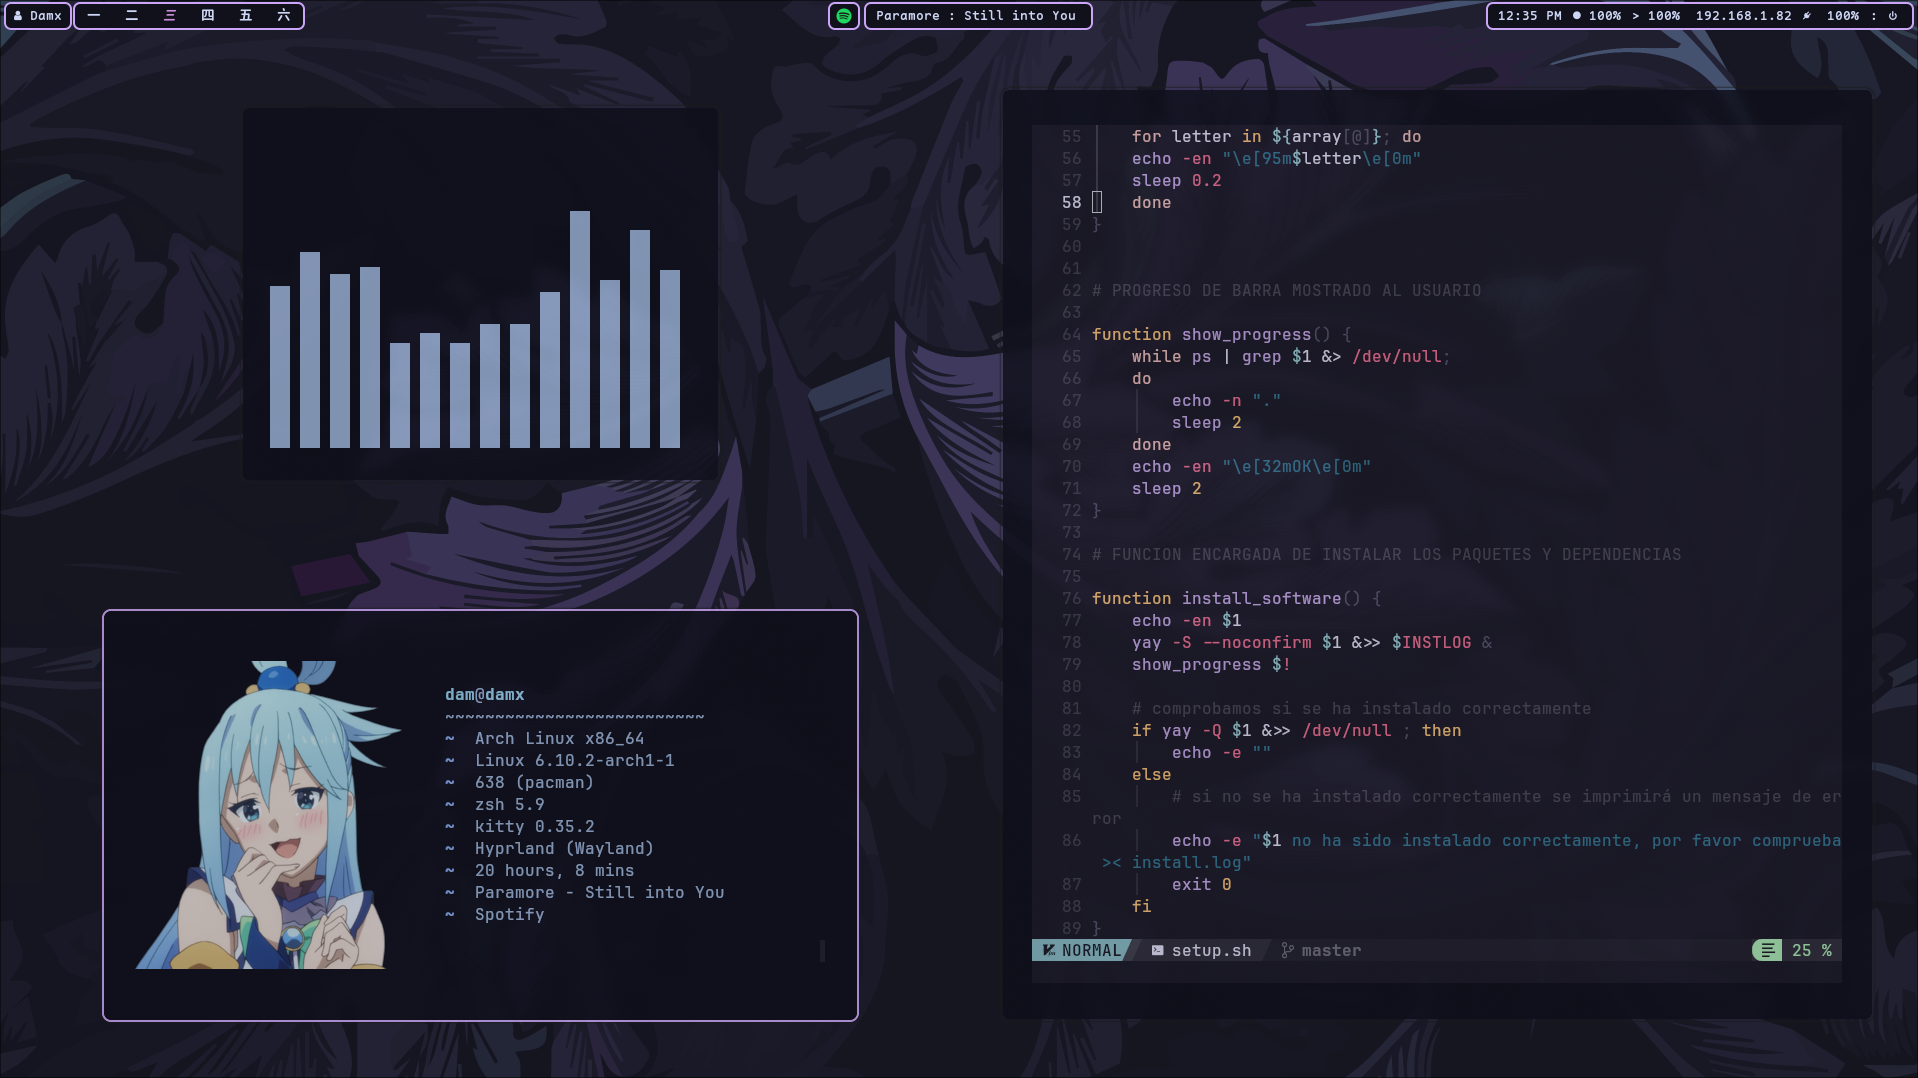 Damx
一 二 三 四 五 六
Paramore : Still into You
12:35 PM 100% > 100% 192.168.1.82 100% :
dam@damx
~~~~~~~~~~~~~~~~~~~~~~~~~~
~ Arch Linux x86_64
~ Linux 6.10.2-arch1-1
~ 638 (pacman)
~ zsh 5.9
~ kitty 0.35.2
~ Hyprland (Wayland)
~ 20 hours, 8 mins
~ Paramore - Still into You
~ Spotify
55 for letter in ${array[@]}; do
56 echo -en "\e[95m$letter\e[0m"
57 sleep 0.2
58 done
59 }
60
61
62 # PROGRESO DE BARRA MOSTRADO AL USUARIO
63
64 function show_progress() {
65 while ps | grep $1 &> /dev/null;
66 do
67 echo -n "."
68 sleep 2
69 done
70 echo -en "\e[32mOK\e[0m"
71 sleep 2
72 }
73
74 # FUNCION ENCARGADA DE INSTALAR LOS PAQUETES Y DEPENDENCIAS
75
76 function install_software() {
77 echo -en $1
78 yay -S --noconfirm $1 &>> $INSTLOG &
79 show_progress $!
80
81 # comprobamos si se ha instalado correctamente
82 if yay -Q $1 &>> /dev/null ; then
83 echo -e ""
84 else
85 # si no se ha instalado correctamente se imprimirá un mensaje de er
ror
86 echo -e "$1 no ha sido instalado correctamente, por favor comprueba
>< install.log"
87 exit 0
88 fi
89 }
NORMAL setup.sh master 25 %